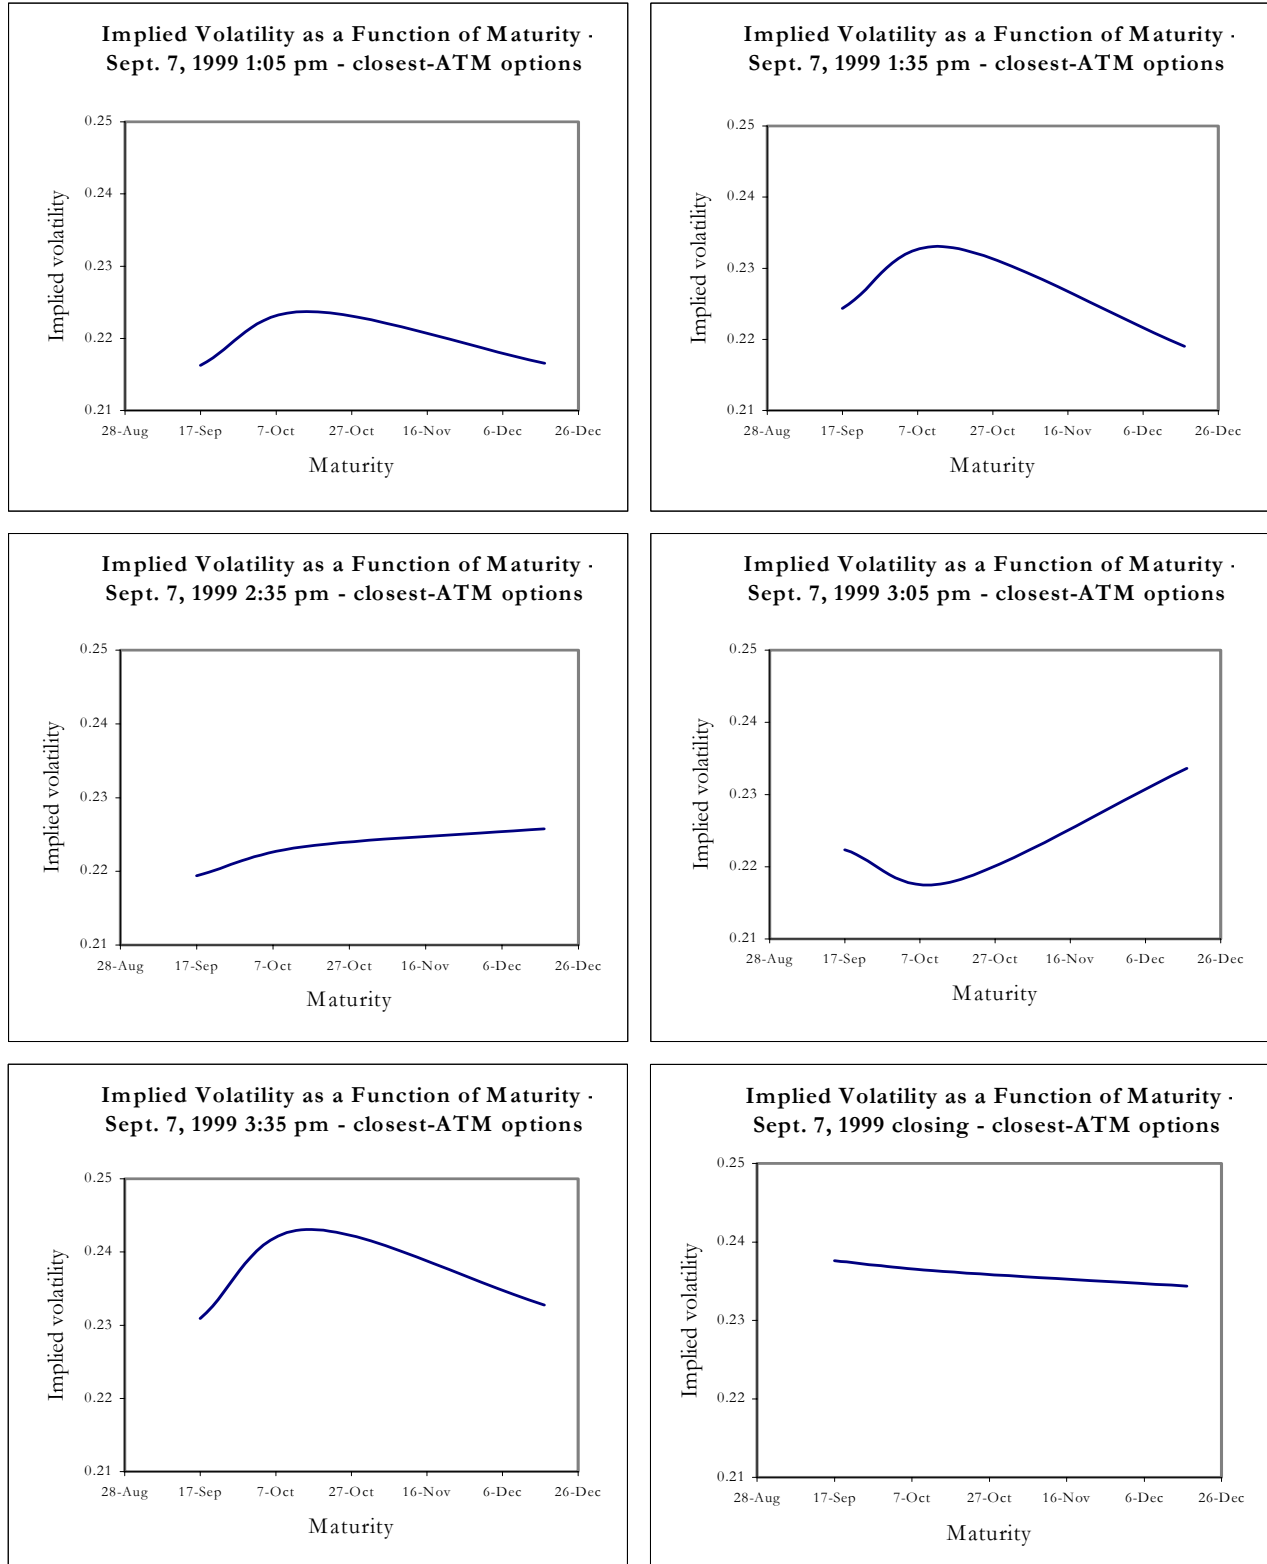 Implied Volatility as a Function of Maturity -
Sept. 7, 1999 1:05 pm - closest-ATM options
0.25
0.24
0.23
0.22
0.21
Implied volatility
28-Aug 17-Sep 7-Oct 27-Oct 16-Nov 6-Dec 26-Dec
Maturity
Implied Volatility as a Function of Maturity -
Sept. 7, 1999 1:35 pm - closest-ATM options
0.25
0.24
0.23
0.22
0.21
Implied volatility
28-Aug 17-Sep 7-Oct 27-Oct 16-Nov 6-Dec 26-Dec
Maturity
Implied Volatility as a Function of Maturity -
Sept. 7, 1999 2:35 pm - closest-ATM options
0.25
0.24
0.23
0.22
0.21
Implied volatility
28-Aug 17-Sep 7-Oct 27-Oct 16-Nov 6-Dec 26-Dec
Maturity
Implied Volatility as a Function of Maturity -
Sept. 7, 1999 3:05 pm - closest-ATM options
0.25
0.24
0.23
0.22
0.21
Implied volatility
28-Aug 17-Sep 7-Oct 27-Oct 16-Nov 6-Dec 26-Dec
Maturity
Implied Volatility as a Function of Maturity -
Sept. 7, 1999 3:35 pm - closest-ATM options
0.25
0.24
0.23
0.22
0.21
Implied volatility
28-Aug 17-Sep 7-Oct 27-Oct 16-Nov 6-Dec 26-Dec
Maturity
Implied Volatility as a Function of Maturity -
Sept. 7, 1999 closing - closest-ATM options
0.25
0.24
0.23
0.22
0.21
Implied volatility
28-Aug 17-Sep 7-Oct 27-Oct 16-Nov 6-Dec 26-Dec
Maturity